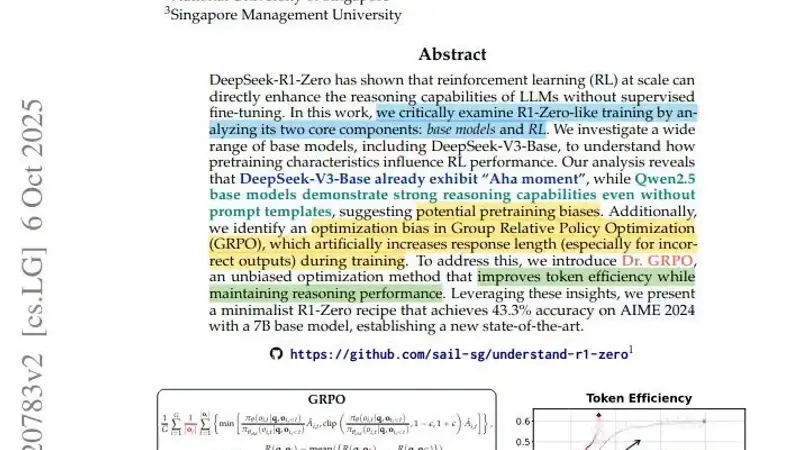 ³Singapore Management University
Abstract
DeepSeek-R1-Zero has shown that reinforcement learning (RL) at scale can
directly enhance the reasoning capabilities of LLMs without supervised
fine-tuning. In this work, we critically examine R1-Zero-like training by an-
alyzing its two core components: base models and RL. We investigate a wide
range of base models, including DeepSeek-V3-Base, to understand how
pretraining characteristics influence RL performance. Our analysis reveals
that DeepSeek-V3-Base already exhibit “Aha moment”, while Qwen2.5
base models demonstrate strong reasoning capabilities even without
prompt templates, suggesting potential pretraining biases. Additionally,
we identify an optimization bias in Group Relative Policy Optimization
(GRPO), which artificially increases response length (especially for incor-
rect outputs) during training. To address this, we introduce Dr. GRPO,
an unbiased optimization method that improves token efficiency while
maintaining reasoning performance. Leveraging these insights, we present
a minimalist R1-Zero recipe that achieves 43.3% accuracy on AIME 2024
with a 7B base model, establishing a new state-of-the-art.
https://github.com/sail-sg/understand-r1-zero¹
20783v2 [cs.LG] 6 Oct 2025
GRPO
Token Efficiency
0.6
0.5